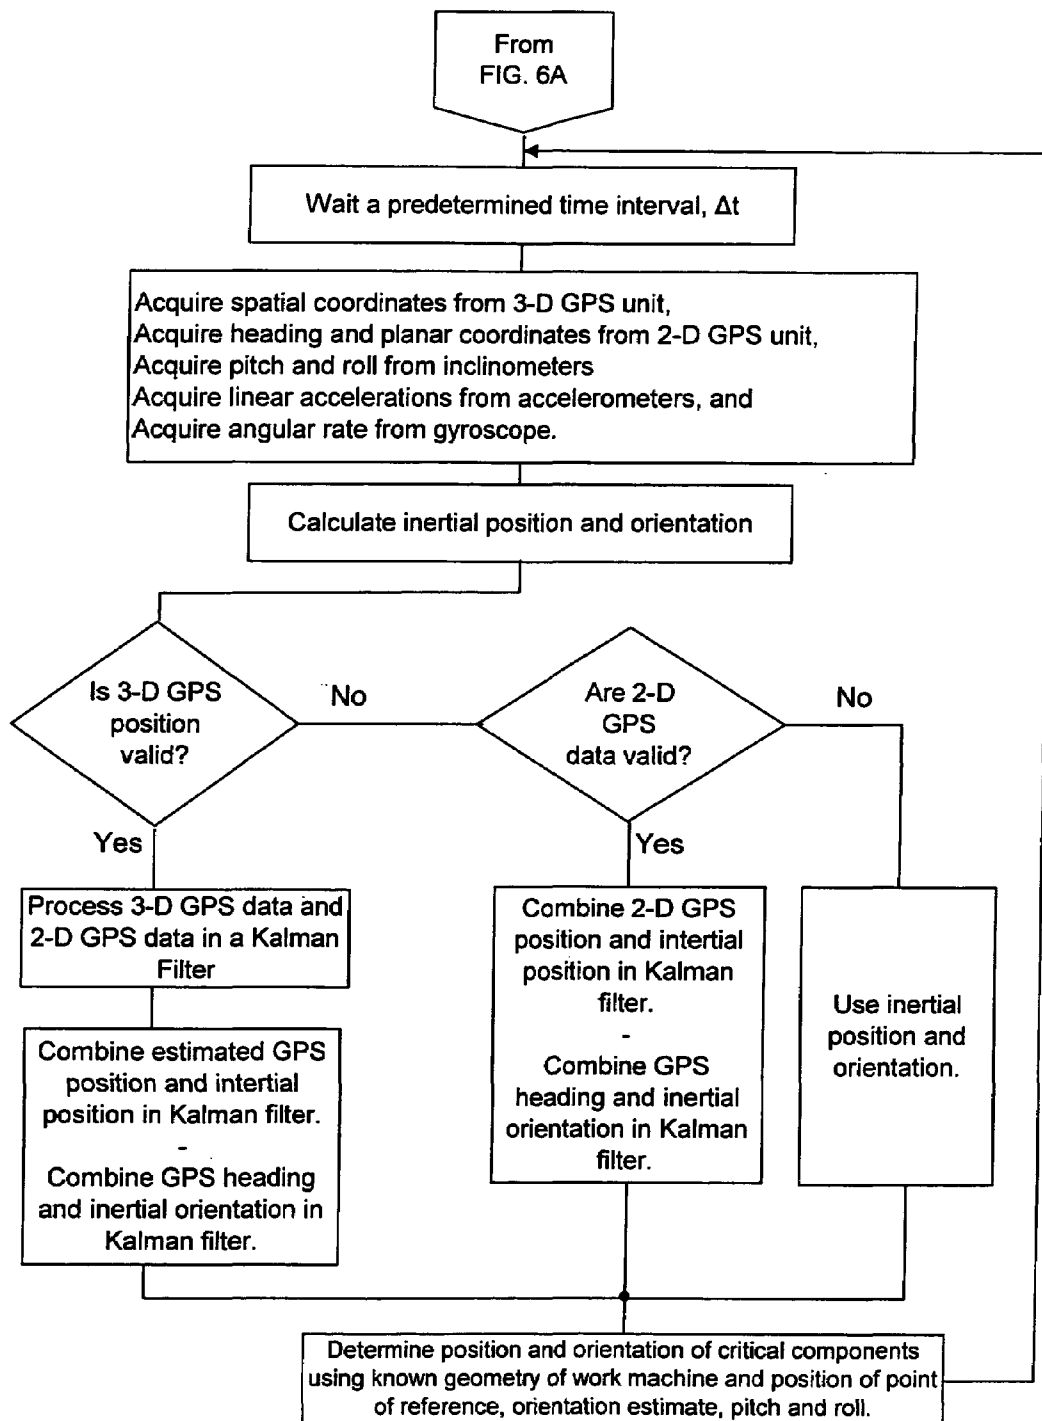 From
FIG. 6A
Wait a predetermined time interval, Δt
Acquire spatial coordinates from 3-D GPS unit,
Acquire heading and planar coordinates from 2-D GPS unit,
Acquire pitch and roll from inclinometers
Acquire linear accelerations from accelerometers, and
Acquire angular rate from gyroscope.
Calculate inertial position and orientation
Is 3-D GPS
position
valid?
No
Are 2-D
GPS
data valid?
No
Yes
Yes
Process 3-D GPS data and
2-D GPS data in a Kalman
Filter
Combine estimated GPS
position and intertial
position in Kalman filter.
-
Combine GPS heading
and inertial orientation in
Kalman filter.
Combine 2-D GPS
position and intertial
position in Kalman
filter.
-
Combine GPS
heading and inertial
orientation in Kalman
filter.
Use inertial
position and
orientation.
Determine position and orientation of critical components
using known geometry of work machine and position of point
of reference, orientation estimate, pitch and roll.